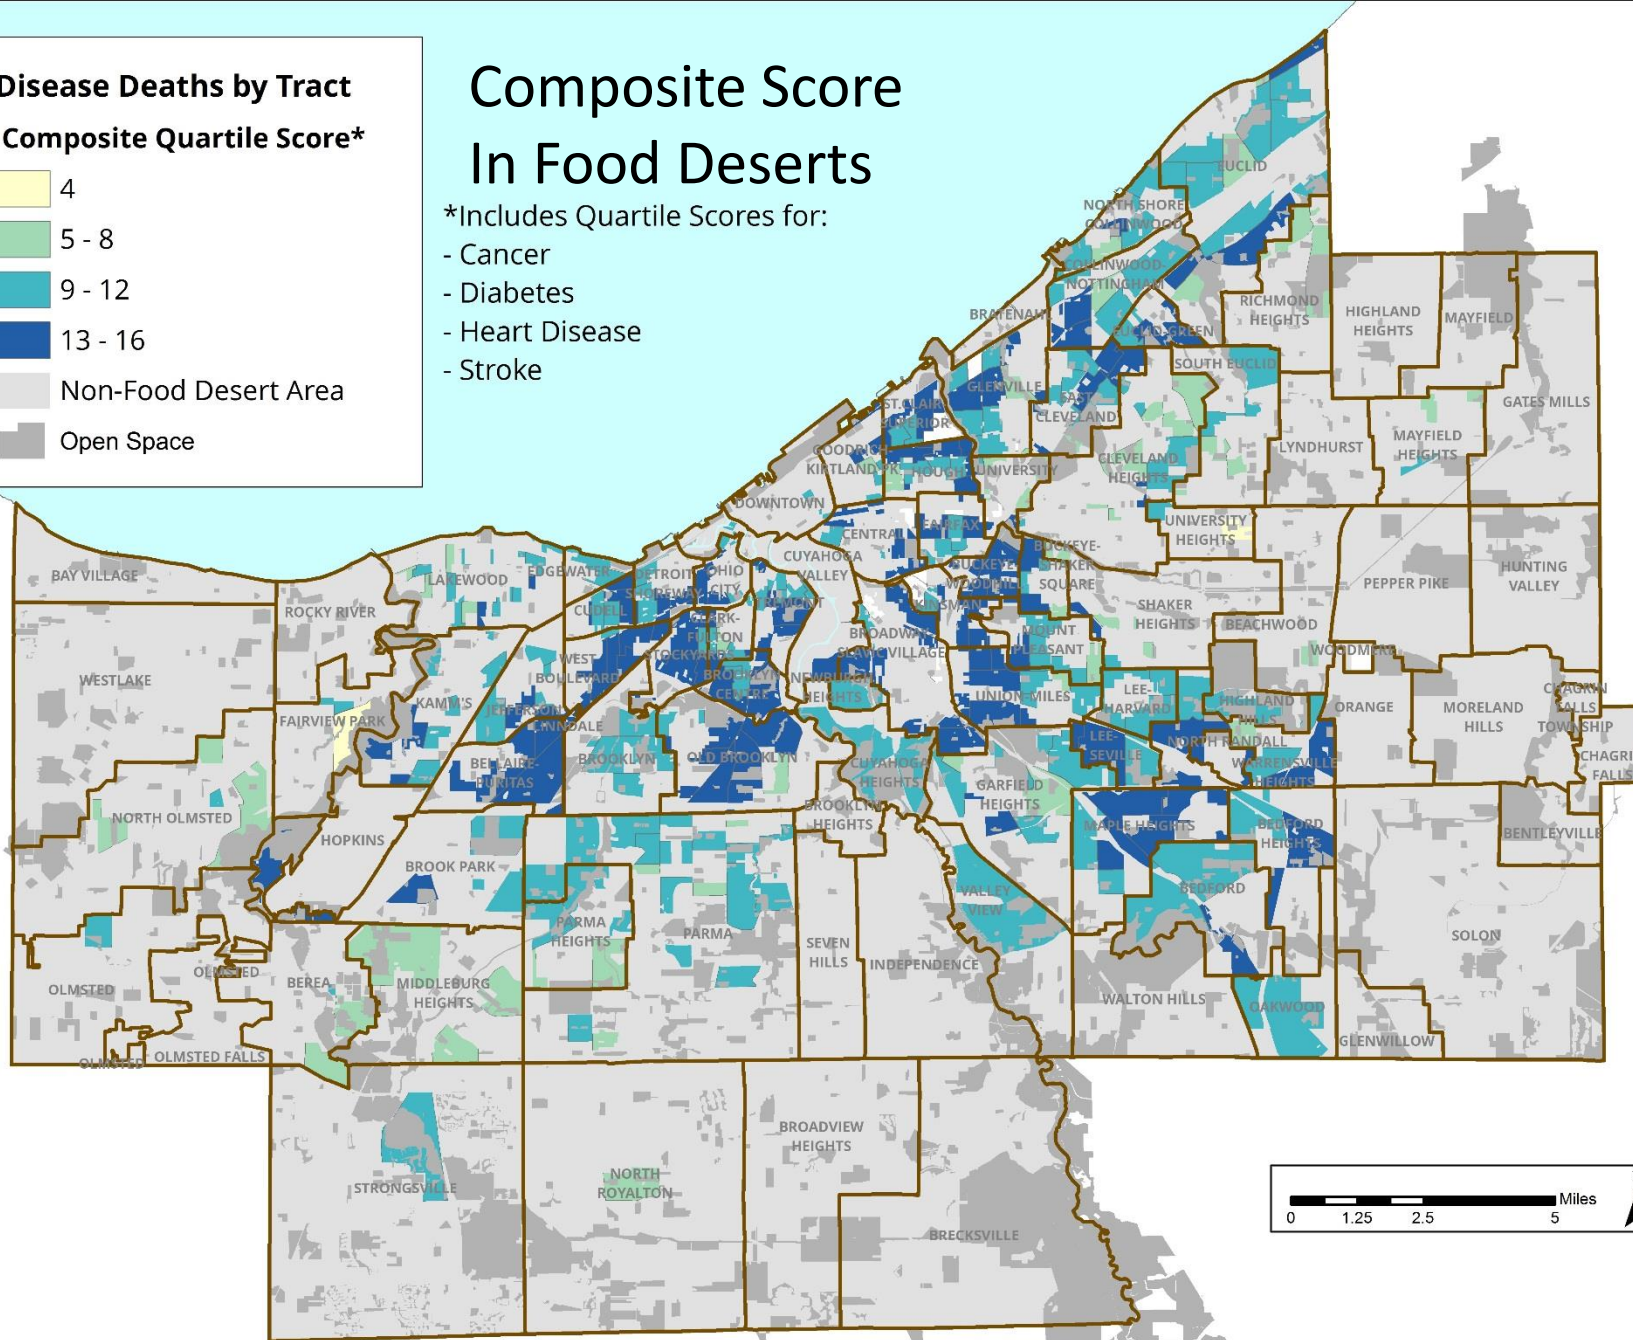 Disease Deaths by Tract
Composite Quartile Score*
4
5 - 8
9 - 12
13 - 16
Non-Food Desert Area
Open Space
Composite Score
In Food Deserts
*Includes Quartile Scores for:
- Cancer
- Diabetes
- Heart Disease
- Stroke
EUCLID
NORTH SHORE
COLLINWOOD
COLLINWOOD-
NOTTINGHAM
BRATENAHL
EUCLID-GREEN
RICHMOND
HEIGHTS
HIGHLAND
HEIGHTS
MAYFIELD
SOUTH EUCLID
GLENVILLE
EAST
CLEVELAND
ST.CLAIR-
SUPERIOR
GATES MILLS
LYNDHURST
MAYFIELD
HEIGHTS
GOODRICH-
KIRTLAND PK
HOUGH
UNIVERSITY
CLEVELAND
HEIGHTS
DOWNTOWN
UNIVERSITY
HEIGHTS
CENTRAL
FAIRFAX
CUYAHOGA
VALLEY
BUCKEYE-
SHAKER
SQUARE
BUCKEYE-
WOODHILL
BAY VILLAGE
LAKEWOOD
EDGEWATER
DETROIT
SHOREWAY
OHIO
CITY
TREMONT
KINSMAN
PEPPER PIKE
HUNTING
VALLEY
ROCKY RIVER
CUDELL
CLARK-
FULTON
SHAKER
HEIGHTS
BEACHWOOD
BROADWAY-
SLAVIC VILLAGE
MOUNT
PLEASANT
WOODMERE
WEST
BOULEVARD
STOCKYARDS
BROOKLYN
CENTRE
NEWBURGH
HEIGHTS
UNION-MILES
LEE-
HARVARD
HIGHLAND
HILLS
ORANGE
MORELAND
HILLS
CHAGRIN
FALLS
TOWNSHIP
WESTLAKE
FAIRVIEW PARK
KAMM'S
JEFFERSON
LINNDALE
BELLAIRE-
PURITAS
BROOKLYN
OLD BROOKLYN
CUYAHOGA
HEIGHTS
GARFIELD
HEIGHTS
LEE-
SEVILLE
NORTH RANDALL
WARRENSVILLE
HEIGHTS
CHAGRI
FALLS
NORTH OLMSTED
HOPKINS
BROOK PARK
BROOKLYN
HEIGHTS
MAPLE HEIGHTS
BEDFORD
HEIGHTS
BENTLEYVILLE
BEDFORD
VALLEY
VIEW
PARMA
HEIGHTS
PARMA
SEVEN
HILLS
INDEPENDENCE
SOLON
OLMSTED
OLMSTED
BEREA
MIDDLEBURG
HEIGHTS
WALTON HILLS
OAKWOOD
GLENWILLOW
OLMSTED
OLMSTED FALLS
BROADVIEW
HEIGHTS
STRONGSVILLE
NORTH
ROYALTON
BRECKSVILLE
Miles
0 1.25 2.5 5